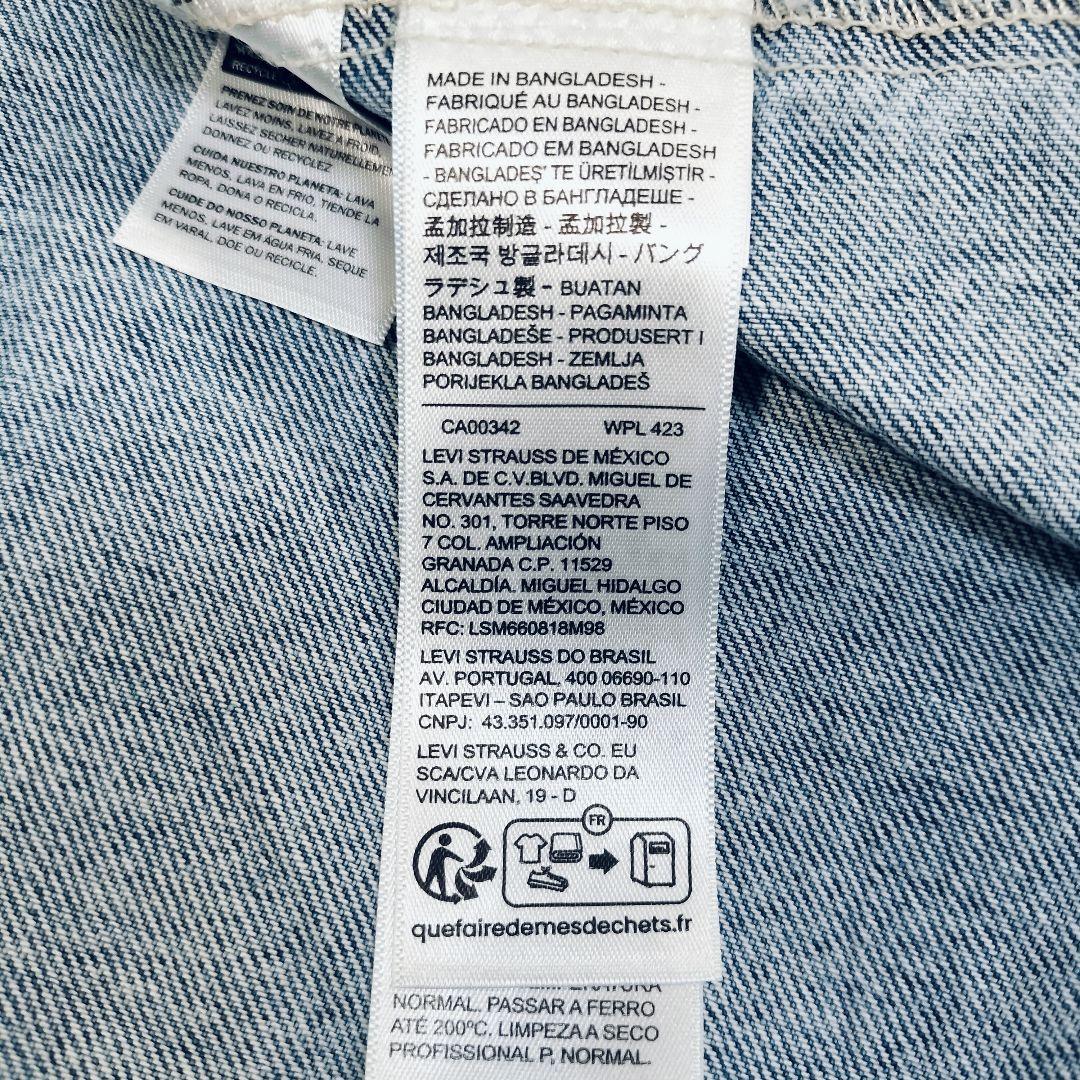 RECYCLE
PRENEZ SOIN DE NOTRE PLANÈTE
LAVEZ MOINS, LAVEZ À FROID,
LAISSEZ SÉCHER NATURELLEMEN
DONNEZ OU RECYCLEZ
CUIDA NUESTRO PLANETA: LAVA
MENOS, LAVA EN FRÍO, TIENDE LA
ROPA, DONA O RECICLA.
CUIDE DO NOSSO PLANETA: LAVE
MENOS, LAVE EM ÁGUA FRIA, SEQUE
EM VARAL, DOE OU RECICLE.
MADE IN BANGLADESH -
FABRIQUÉ AU BANGLADESH -
FABRICADO EN BANGLADESH -
FABRICADO EM BANGLADESH
- BANGLADEŞ' TE ÜRETİLMİŞTİR -
СДЕЛАНО В БАНГЛАДЕШЕ -
孟加拉制造 - 孟加拉製 -
제조국 방글라데시 - バング
ラデシュ製 - BUATAN
BANGLADESH - PAGAMINTA
BANGLADEŠE - PRODUSERT I
BANGLADESH - ZEMLJA
PORIJEKLA BANGLADEŠ
CA00342 WPL 423
LEVI STRAUSS DE MÉXICO
S.A. DE C.V.BLVD. MIGUEL DE
CERVANTES SAAVEDRA
NO. 301, TORRE NORTE PISO
7 COL. AMPLIACIÓN
GRANADA C.P. 11529
ALCALDÍA. MIGUEL HIDALGO
CIUDAD DE MÉXICO, MÉXICO
RFC: LSM660818M98
LEVI STRAUSS DO BRASIL
AV. PORTUGAL, 400 06690-110
ITAPEVI – SAO PAULO BRASIL
CNPJ: 43.351.097/0001-90
LEVI STRAUSS & CO. EU
SCA/CVA LEONARDO DA
VINCILAAN, 19 - D
FR
quefairedemesdechets.fr
NORMAL. PASSAR A FERRO
ATÉ 200ºC. LIMPEZA A SECO
PROFISSIONAL P, NORMAL.